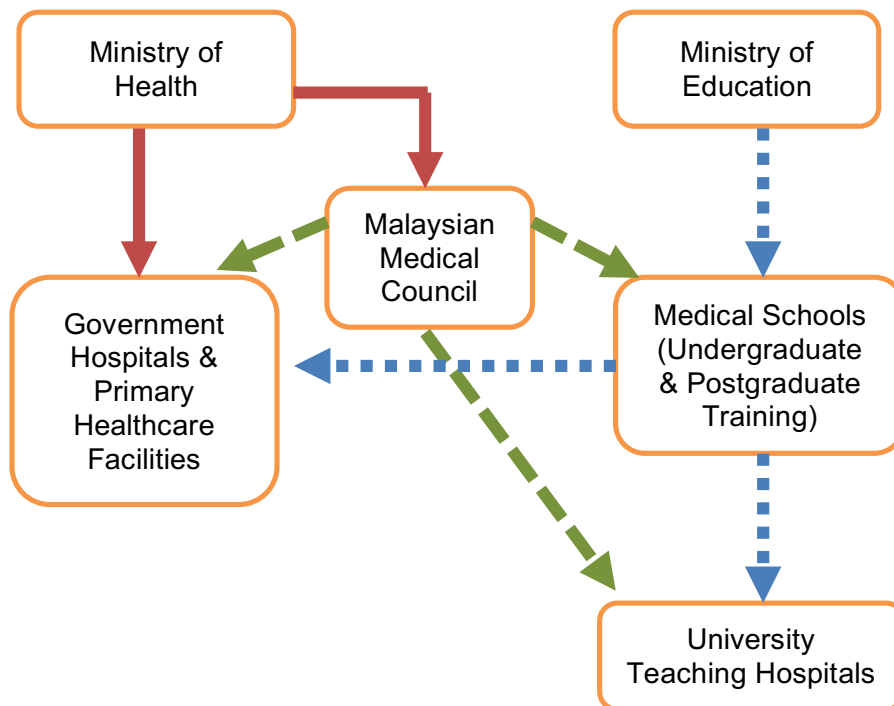 Ministry of
Health
Ministry of
Education
Malaysian
Medical
Council
Government
Hospitals &
Primary
Healthcare
Facilities
Medical Schools
(Undergraduate
& Postgraduate
Training)
University
Teaching Hospitals